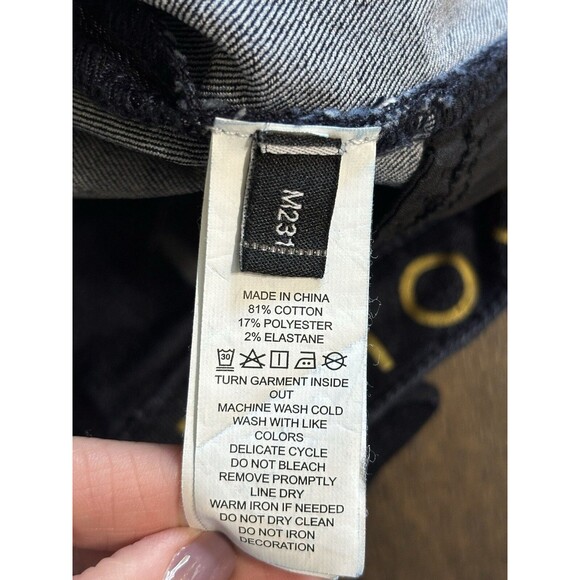 M231
MADE IN CHINA
81% COTTON
17% POLYESTER
2% ELASTANE
30
TURN GARMENT INSIDE
OUT
MACHINE WASH COLD
WASH WITH LIKE
COLORS
DELICATE CYCLE
DO NOT BLEACH
REMOVE PROMPTLY
LINE DRY
WARM IRON IF NEEDED
DO NOT DRY CLEAN
DO NOT IRON
DECORATION